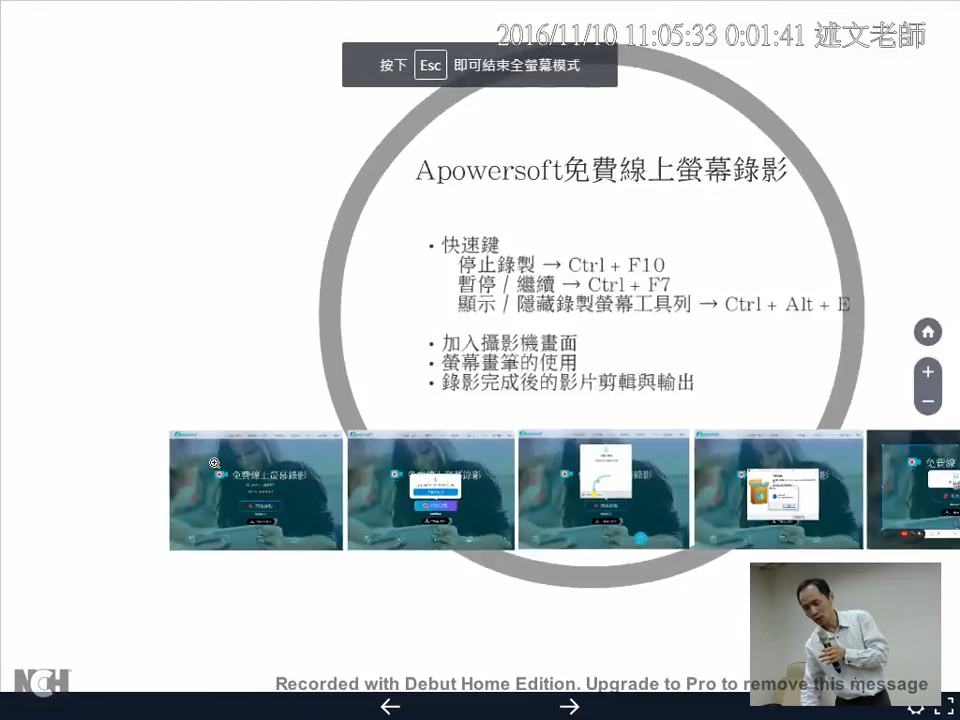 2016/11/10 11:05:33 0:01:41 述文老師
按下 Esc 即可結束全螢幕模式
Apowersoft免費線上螢幕錄影
• 快速鍵
停止錄製 → Ctrl + F10
暫停 / 繼續 → Ctrl + F7
顯示 / 隱藏錄製螢幕工具列 → Ctrl + Alt + E
• 加入攝影機畫面
• 螢幕畫筆的使用
• 錄影完成後的影片剪輯與輸出
免費線上螢幕錄影
免費線
NCH
Recorded with Debut Home Edition. Upgrade to Pro to remove this message